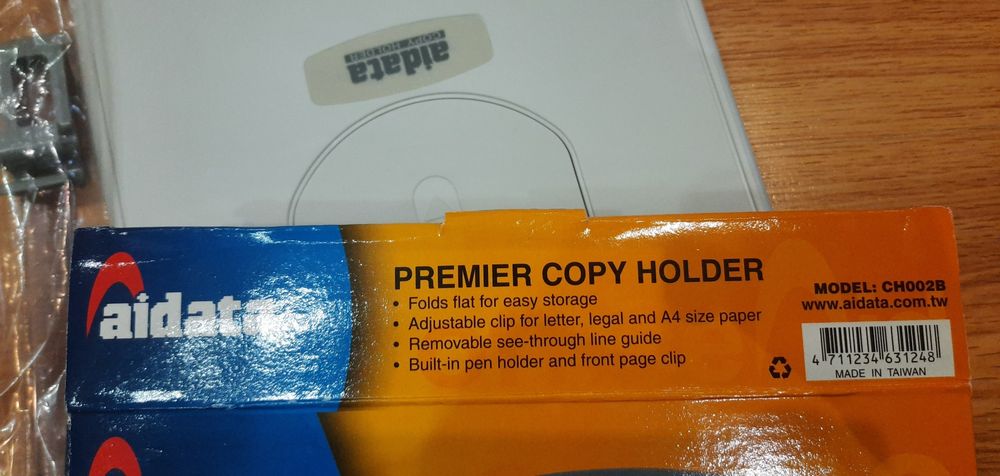 aidata
COPY HOLDER
aidata
PREMIER COPY HOLDER
• Folds flat for easy storage
• Adjustable clip for letter, legal and A4 size paper
• Removable see-through line guide
• Built-in pen holder and front page clip
MODEL: CH002B
www.aidata.com.tw
4 711234 631248
MADE IN TAIWAN